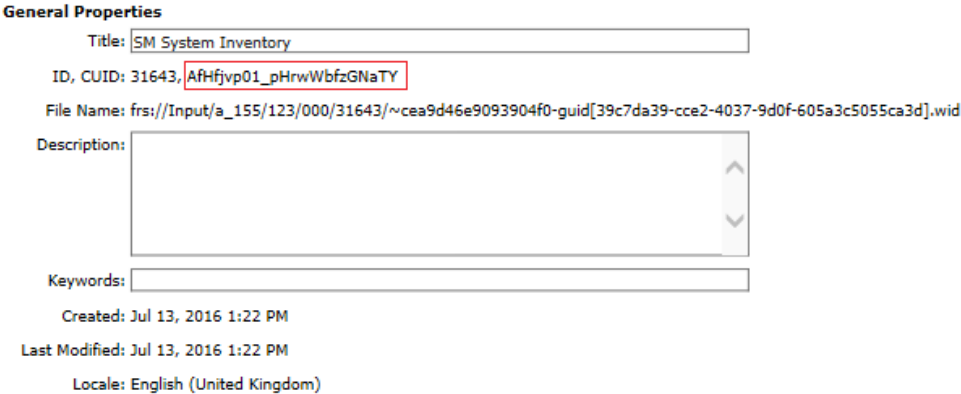 General Properties
Title: SM System Inventory
ID, CUID: 31643, AfHfjvp01_pHrwWbfzGNaTY
File Name: frs://Input/a_155/123/000/31643/~cea9d46e9093904f0-guid[39c7da39-cce2-4037-9d0f-605a3c5055ca3d].wid
Description:
Keywords:
Created: Jul 13, 2016 1:22 PM
Last Modified: Jul 13, 2016 1:22 PM
Locale: English (United Kingdom)